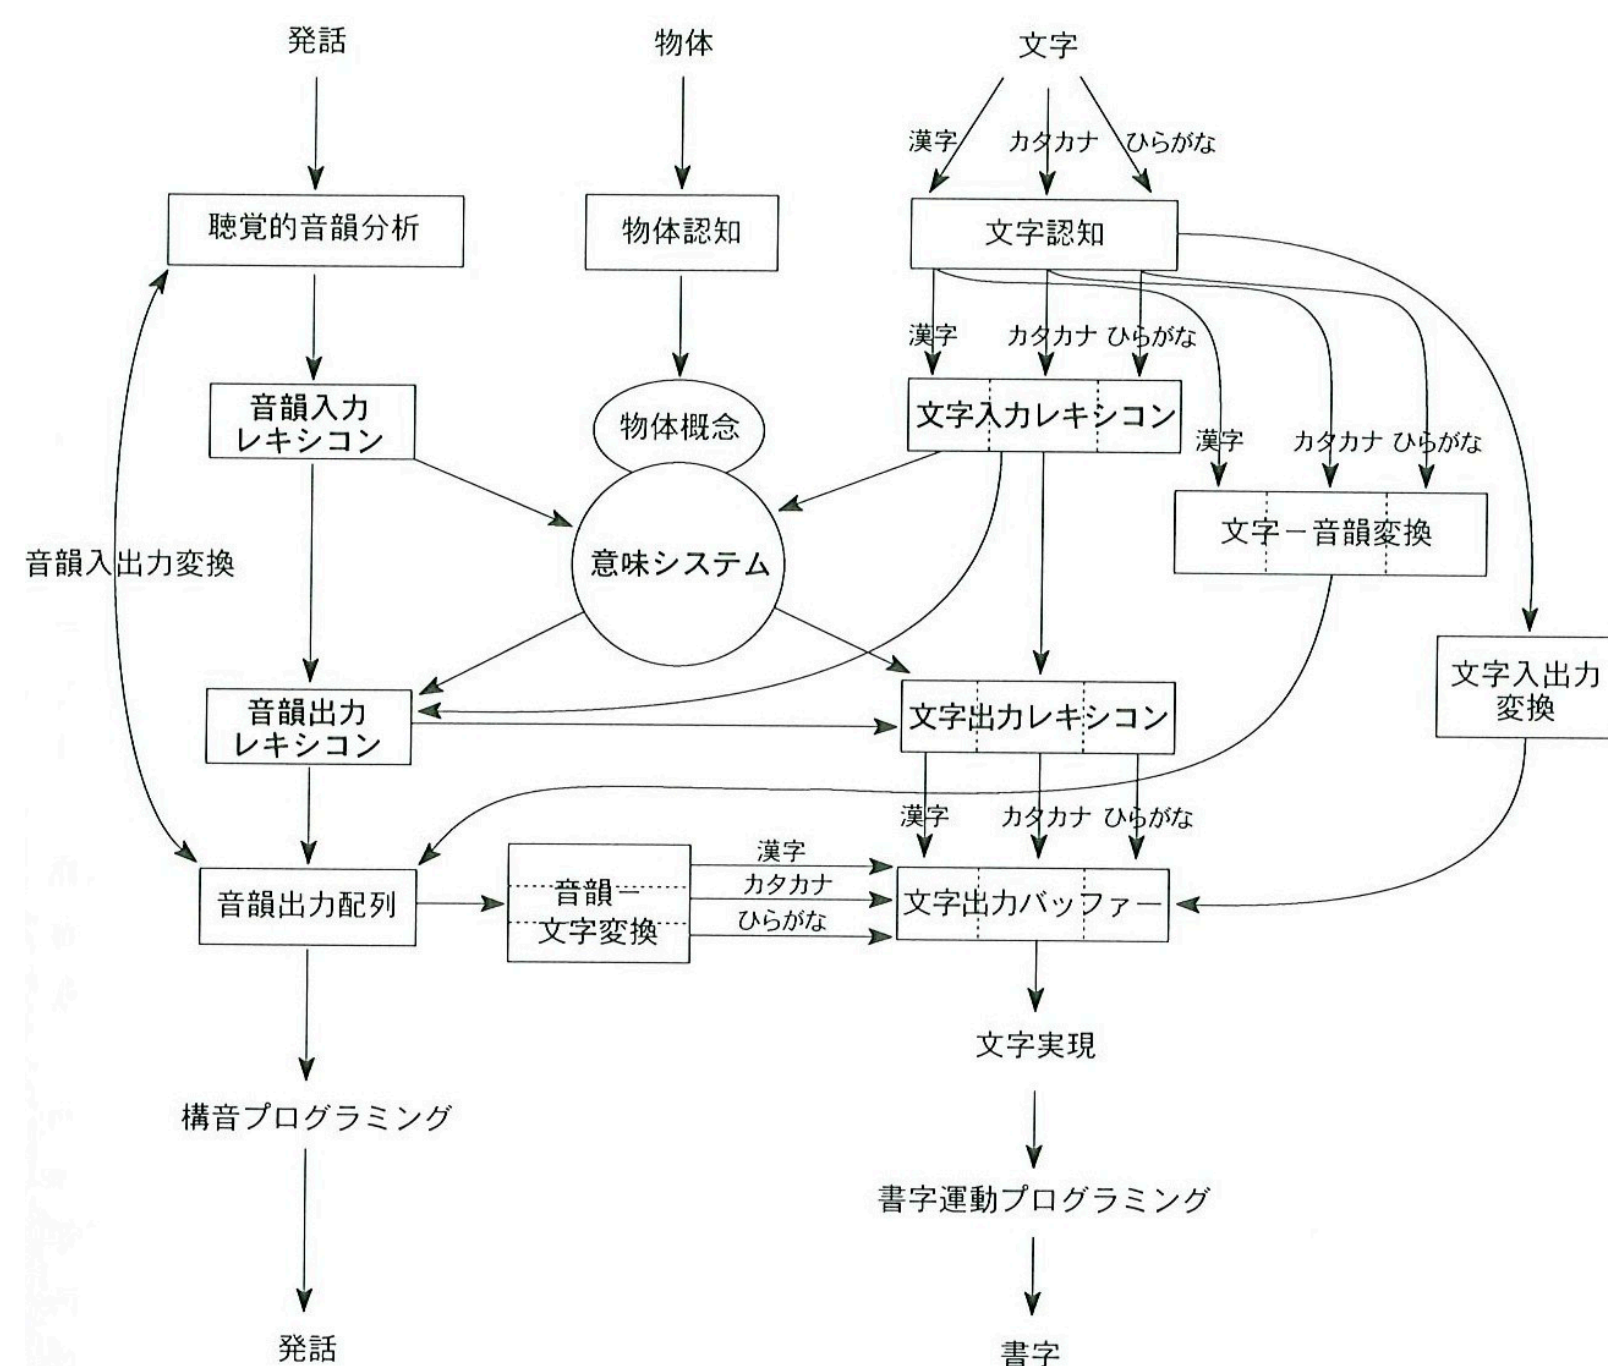 発話
物体
文字
漢字
カタカナ
ひらがな
聴覚的音韻分析
物体認知
文字認知
漢字
カタカナ
ひらがな
音韻入力
レキシコン
物体概念
文字入力レキシコン
漢字
カタカナ
ひらがな
文字－音韻変換
音韻入出力変換
意味システム
文字入出力
変換
音韻出力
レキシコン
文字出力レキシコン
漢字
カタカナ
ひらがな
音韻出力配列
音韻－
文字変換
漢字
カタカナ
ひらがな
文字出力バッファー
文字実現
構音プログラミング
書字運動プログラミング
発話
書字